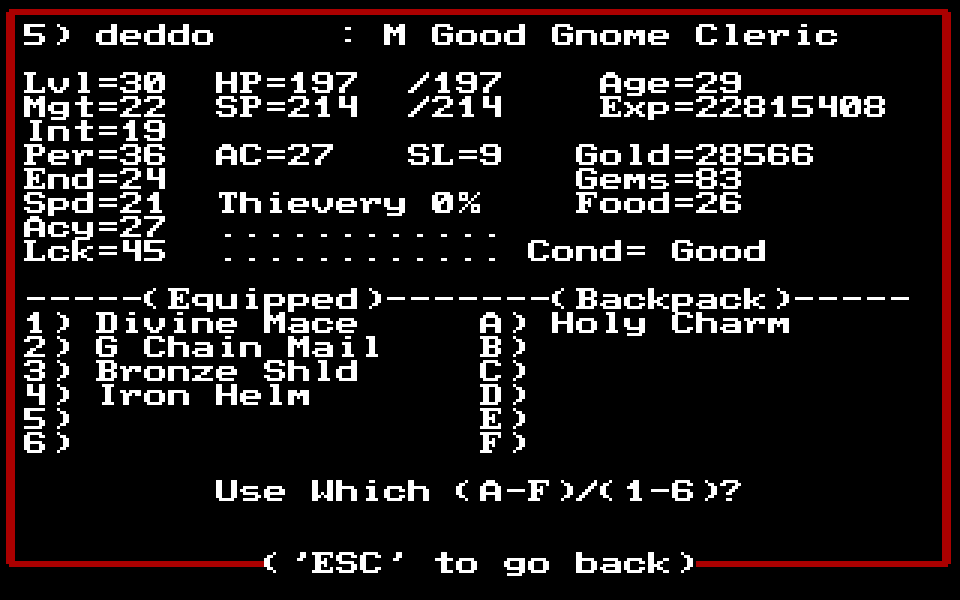 5) deddo : M Good Gnome Cleric
Lvl=30 HP=197 /197 Age=29
Mgt=22 SP=214 /214 Exp=22815408
Int=19
Per=36 AC=27 SL=9 Gold=28566
End=24 Gems=83
Spd=21 Thievery 0% Food=26
Acy=27 ............
Lck=45 ............ Cond= Good
-----(Equipped)-------(Backpack)-----
1) Divine Mace A) Holy Charm
2) G Chain Mail B)
3) Bronze Shld C)
4) Iron Helm D)
5) E)
6) F)
Use Which (A-F)/(1-6)?
('ESC' to go back)